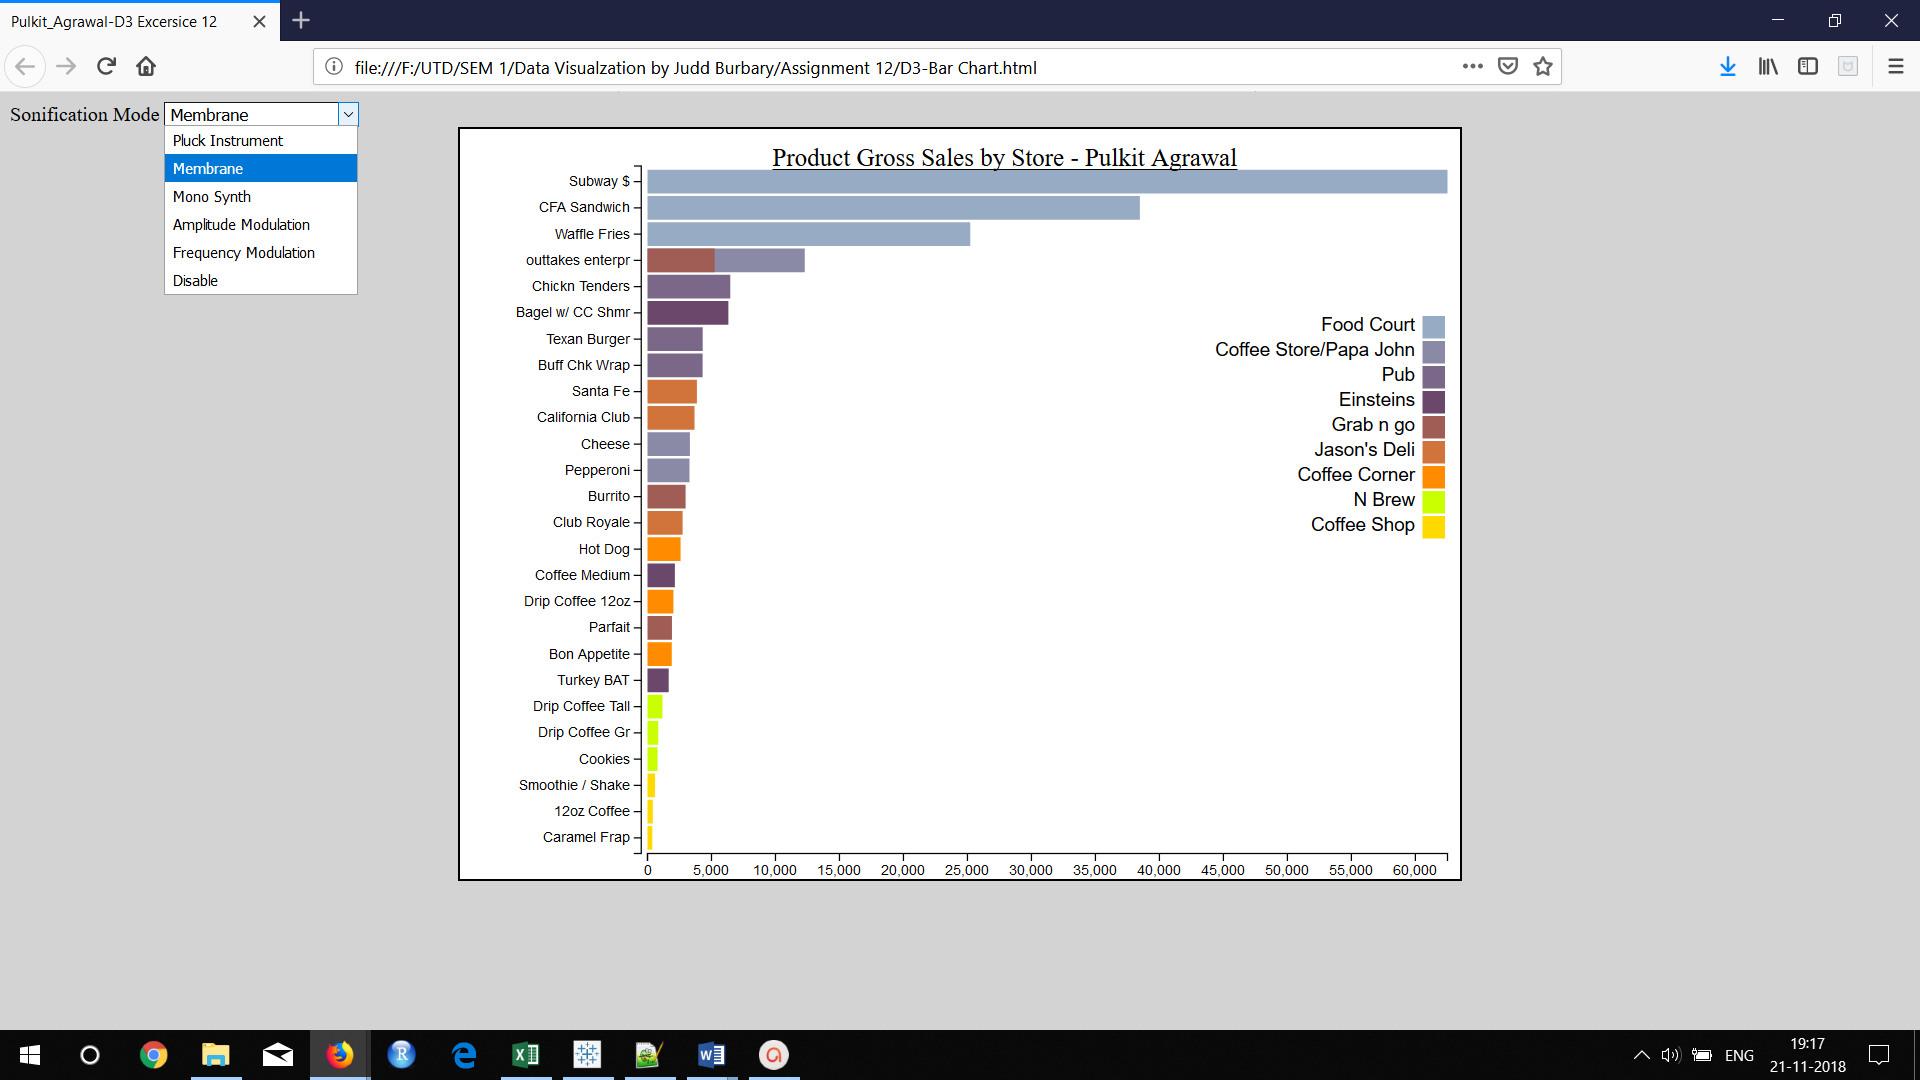 Pulkit_Agrawal-D3 Excersice 12
file:///F:/UTD/SEM 1/Data Visualzation by Judd Burbary/Assignment 12/D3-Bar Chart.html
Sonification Mode Membrane
Pluck Instrument
Membrane
Mono Synth
Amplitude Modulation
Frequency Modulation
Disable
Product Gross Sales by Store - Pulkit Agrawal
Subway $
CFA Sandwich
Waffle Fries
outtakes enterpr
Chickn Tenders
Bagel w/ CC Shmr
Texan Burger
Buff Chk Wrap
Santa Fe
California Club
Cheese
Pepperoni
Burrito
Club Royale
Hot Dog
Coffee Medium
Drip Coffee 12oz
Parfait
Bon Appetite
Turkey BAT
Drip Coffee Tall
Drip Coffee Gr
Cookies
Smoothie / Shake
12oz Coffee
Caramel Frap
0 5,000 10,000 15,000 20,000 25,000 30,000 35,000 40,000 45,000 50,000 55,000 60,000
Food Court
Coffee Store/Papa John
Pub
Einsteins
Grab n go
Jason's Deli
Coffee Corner
N Brew
Coffee Shop
ENG
19:17
21-11-2018